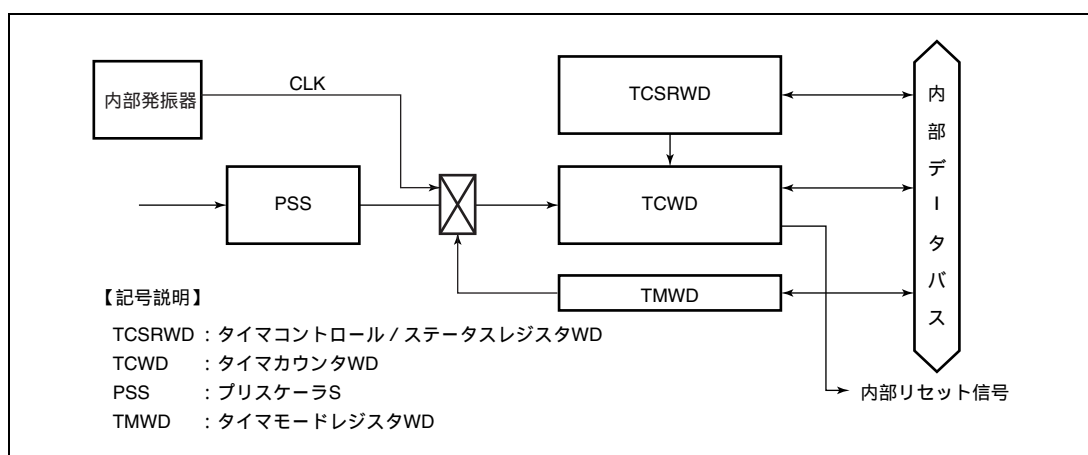 内部発振器
CLK
PSS
TCSRWD
TCWD
TMWD
内部データバス
内部リセット信号
【記号説明】
TCSRWD : タイマコントロール / ステータスレジスタWD
TCWD : タイマカウンタWD
PSS : プリスケーラS
TMWD : タイマモードレジスタWD